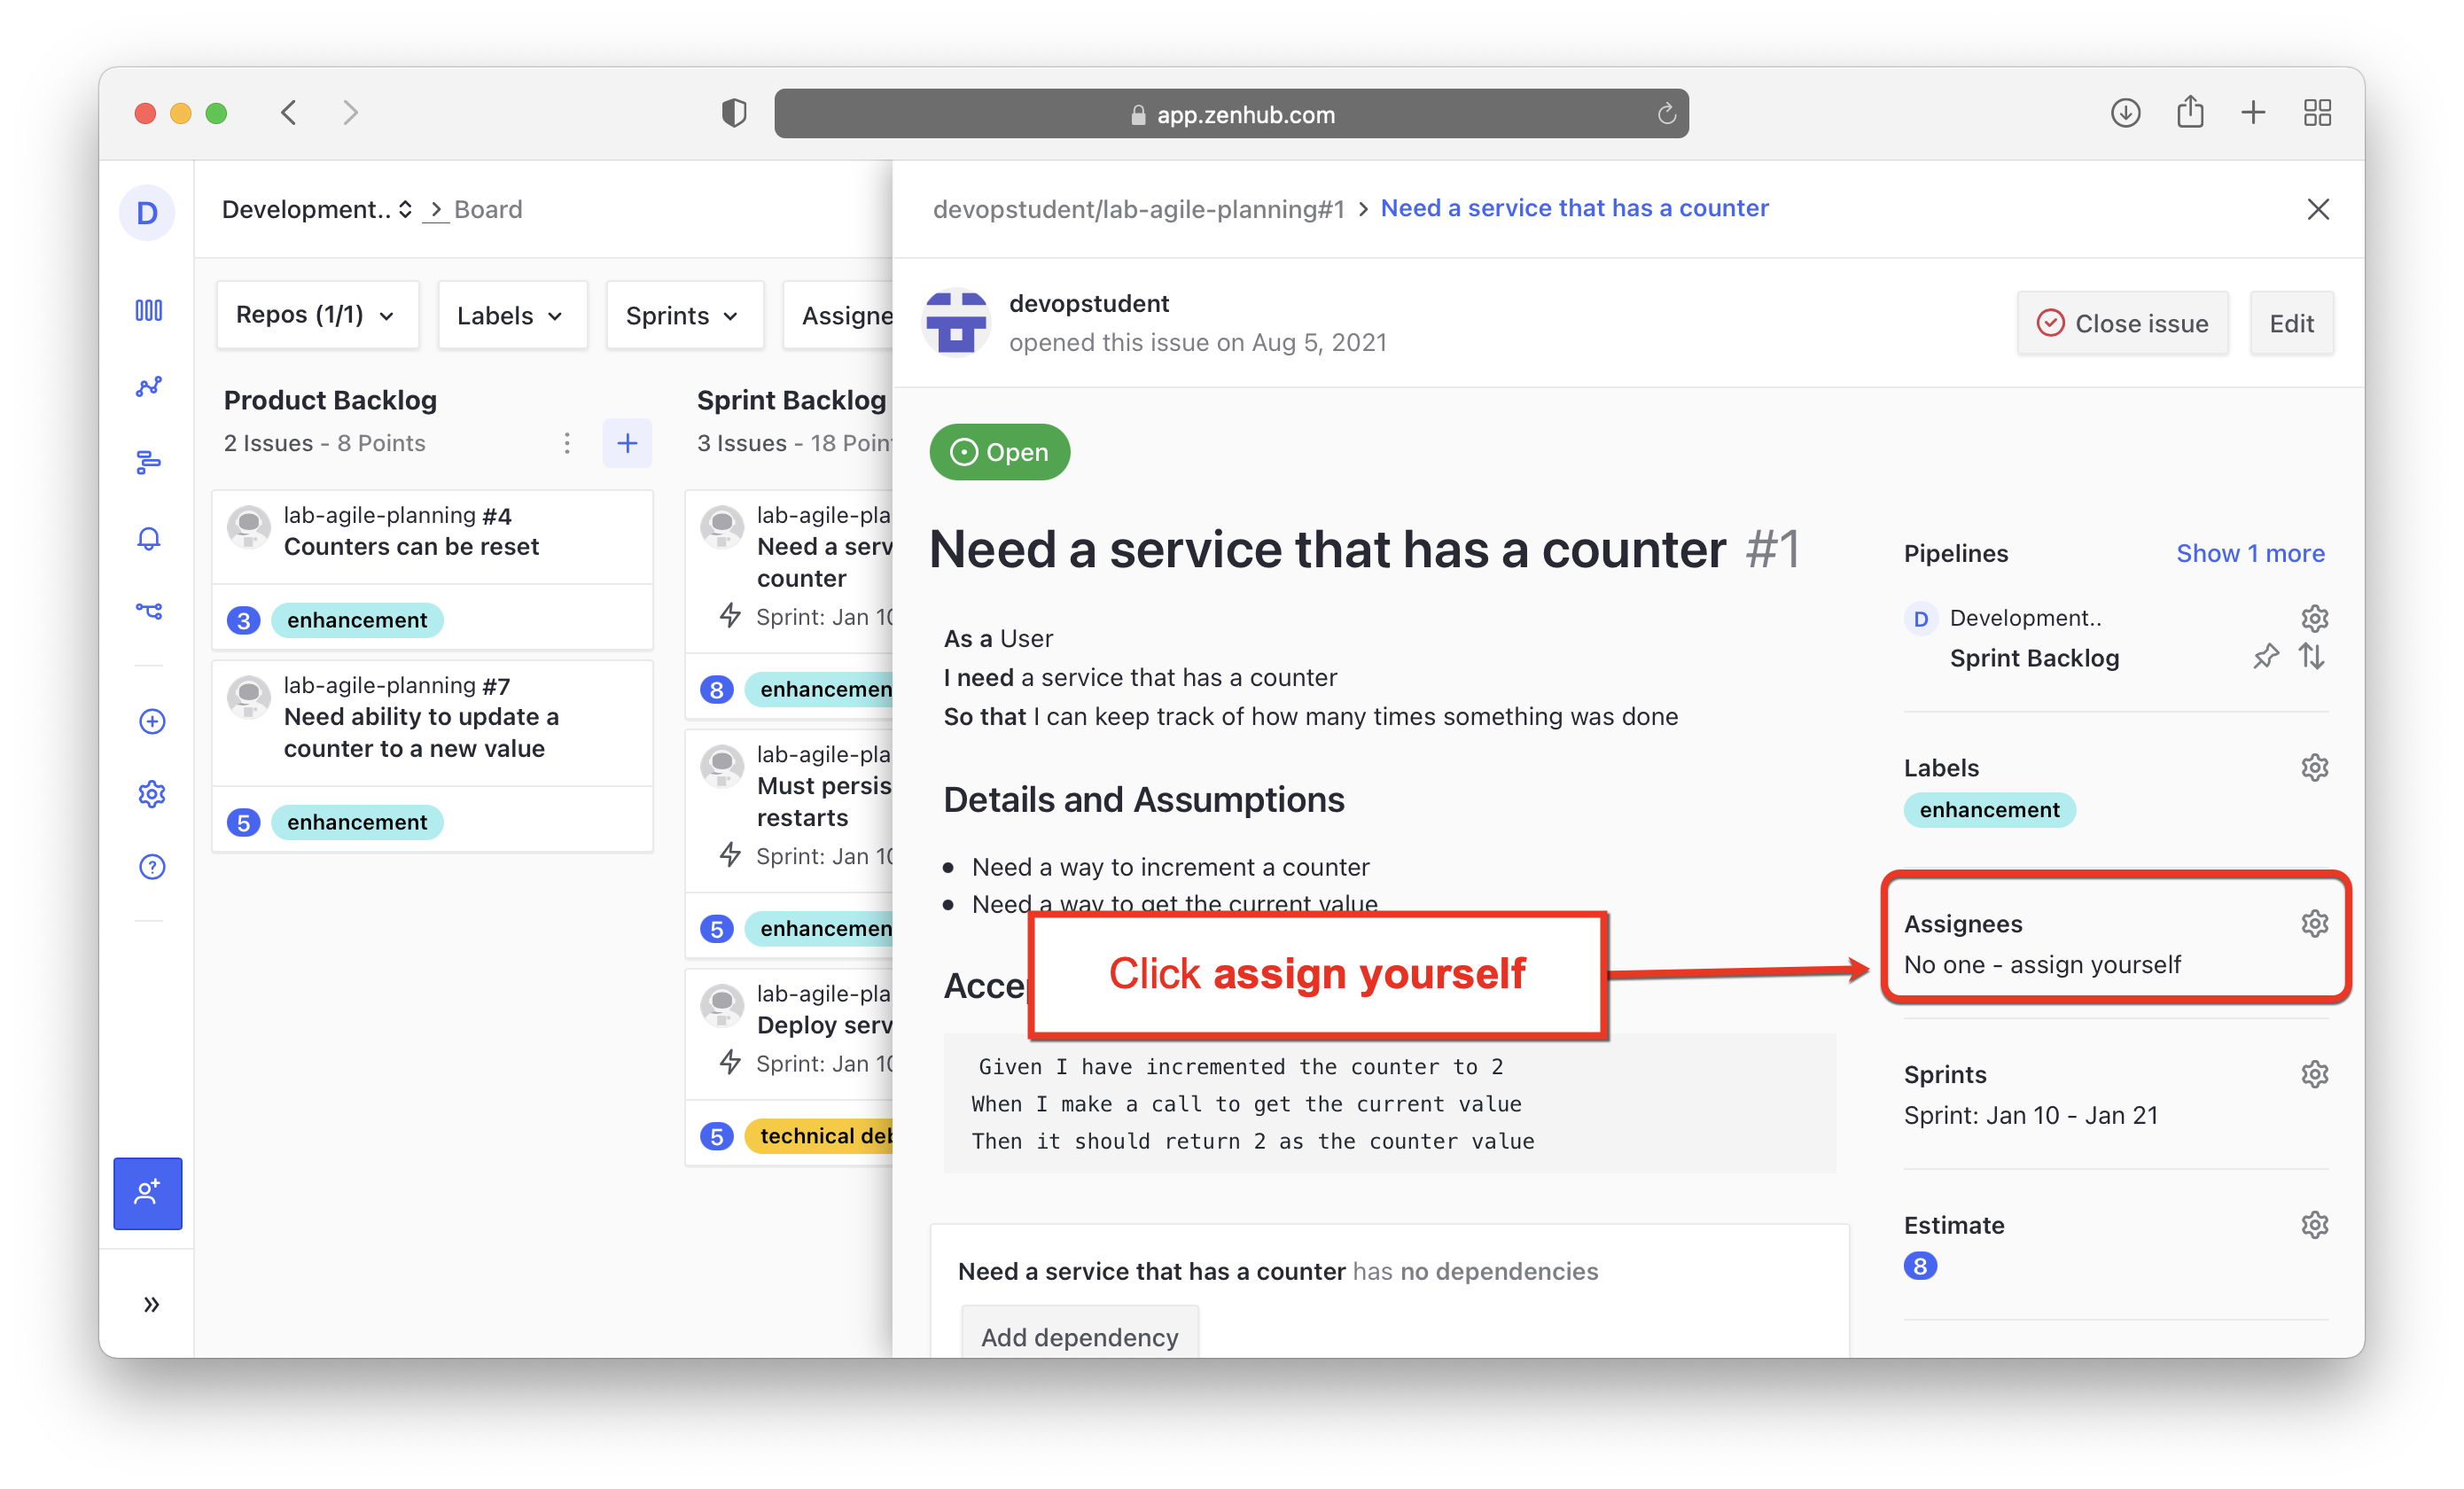 app.zenhub.com
D
Development.. > Board
devopstudent/lab-agile-planning#1 > Need a service that has a counter
Repos (1/1)
Labels
Sprints
Assigne
devopstudent
opened this issue on Aug 5, 2021
Close issue
Edit
Product Backlog
2 Issues - 8 Points
lab-agile-planning #4
Counters can be reset
3 enhancement
lab-agile-planning #7
Need ability to update a
counter to a new value
5 enhancement
Sprint Backlog
3 Issues - 18 Poin
lab-agile-pla
Need a serv
counter
Sprint: Jan 10
8 enhancemen
lab-agile-pla
Must persis
restarts
Sprint: Jan 10
5 enhancemen
lab-agile-pla
Deploy serv
Sprint: Jan 10
5 technical deb
Open
Need a service that has a counter #1
As a User
I need a service that has a counter
So that I can keep track of how many times something was done
Details and Assumptions
• Need a way to increment a counter
• Need a way to get the current value
Accep
Click assign yourself
Given I have incremented the counter to 2
When I make a call to get the current value
Then it should return 2 as the counter value
Need a service that has a counter has no dependencies
Add dependency
Pipelines
Show 1 more
D Development..
Sprint Backlog
Labels
enhancement
Assignees
No one - assign yourself
Sprints
Sprint: Jan 10 - Jan 21
Estimate
8